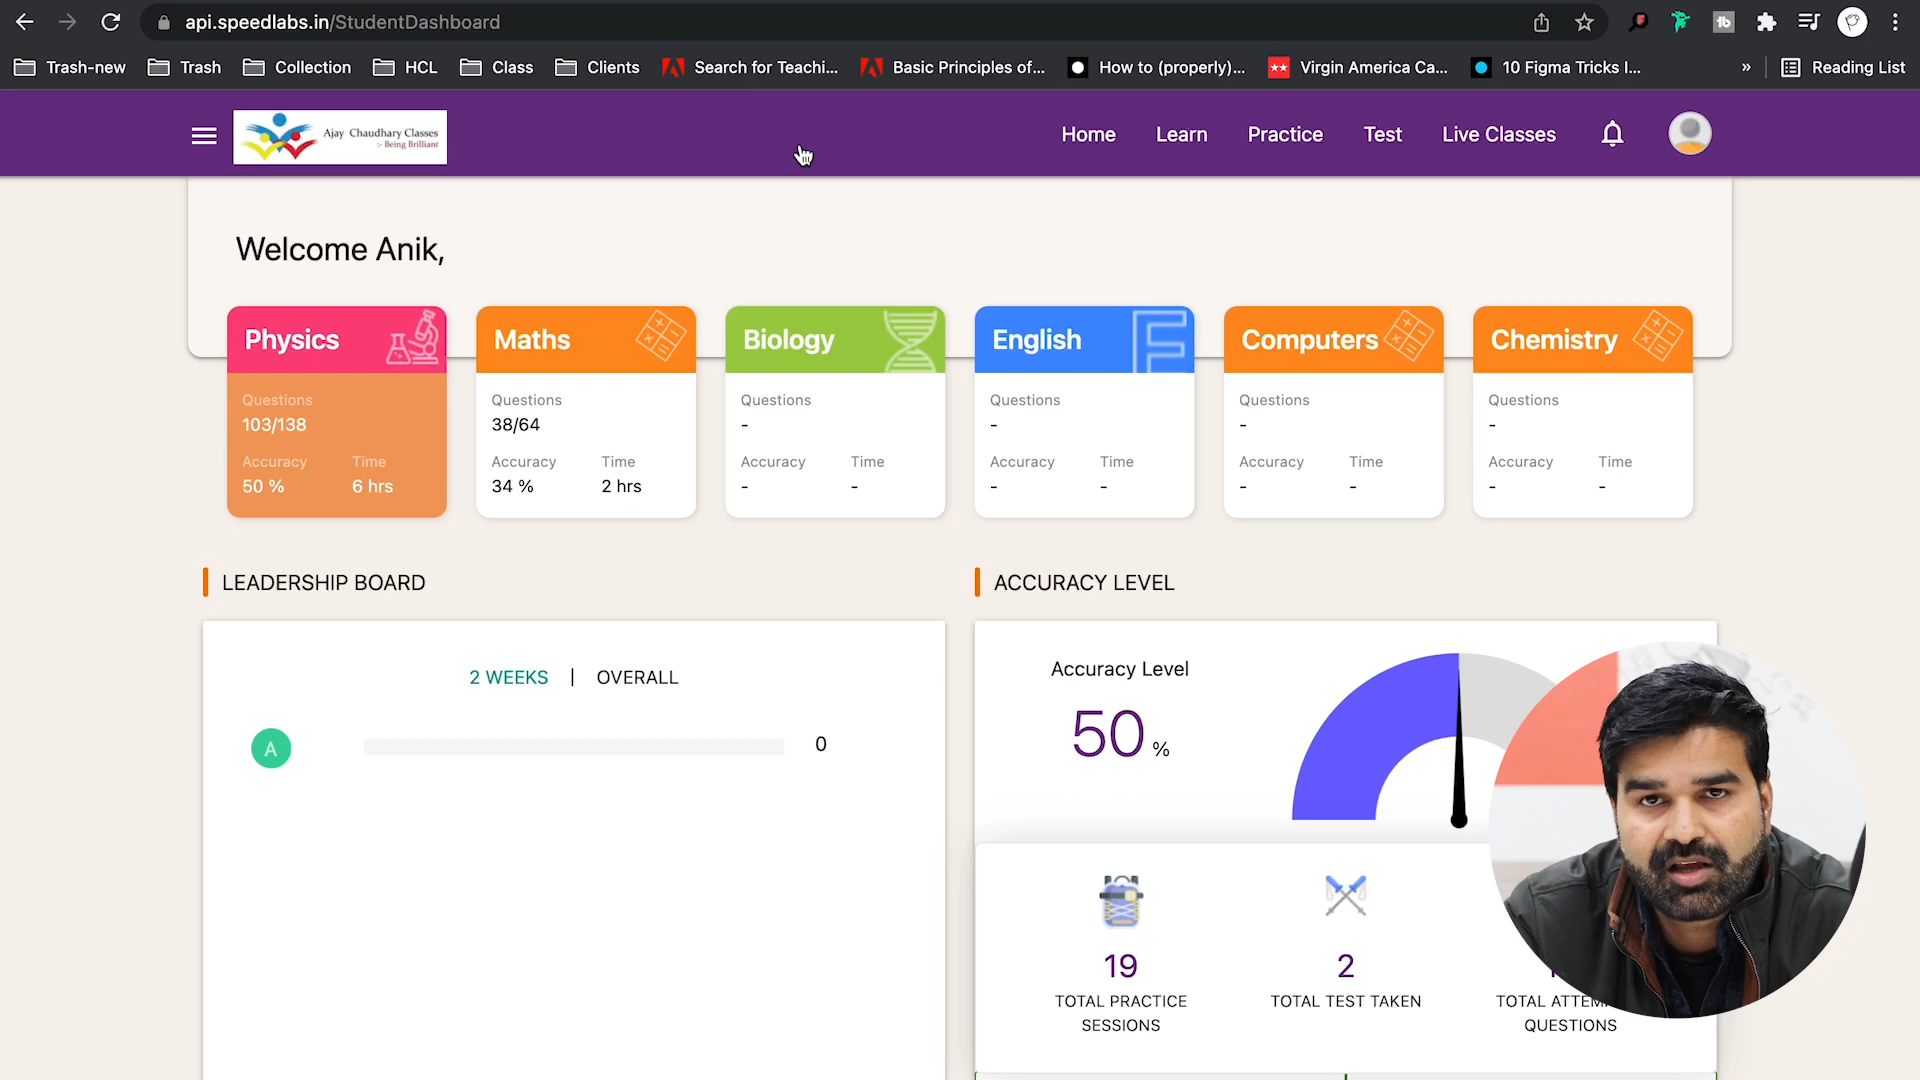 api.speedlabs.in/StudentDashboard
Trash-new Trash Collection HCL Class Clients Search for Teachi... Basic Principles of... How to (properly)... Virgin America Ca... 10 Figma Tricks I... » Reading List
Ajay Chaudhary Classes
:- Being Brilliant
Home Learn Practice Test Live Classes
Welcome Anik,
Physics Maths Biology English Computers Chemistry
Questions Questions Questions Questions Questions Questions
103/138 38/64 - - - -
Accuracy Time Accuracy Time Accuracy Time Accuracy Time Accuracy Time Accuracy Time
50 % 6 hrs 34 % 2 hrs - - - - - - - -
LEADERSHIP BOARD ACCURACY LEVEL
2 WEEKS | OVERALL
Accuracy Level
50 %
A 0
19 2
TOTAL PRACTICE SESSIONS TOTAL TEST TAKEN TOTAL
QUESTIONS